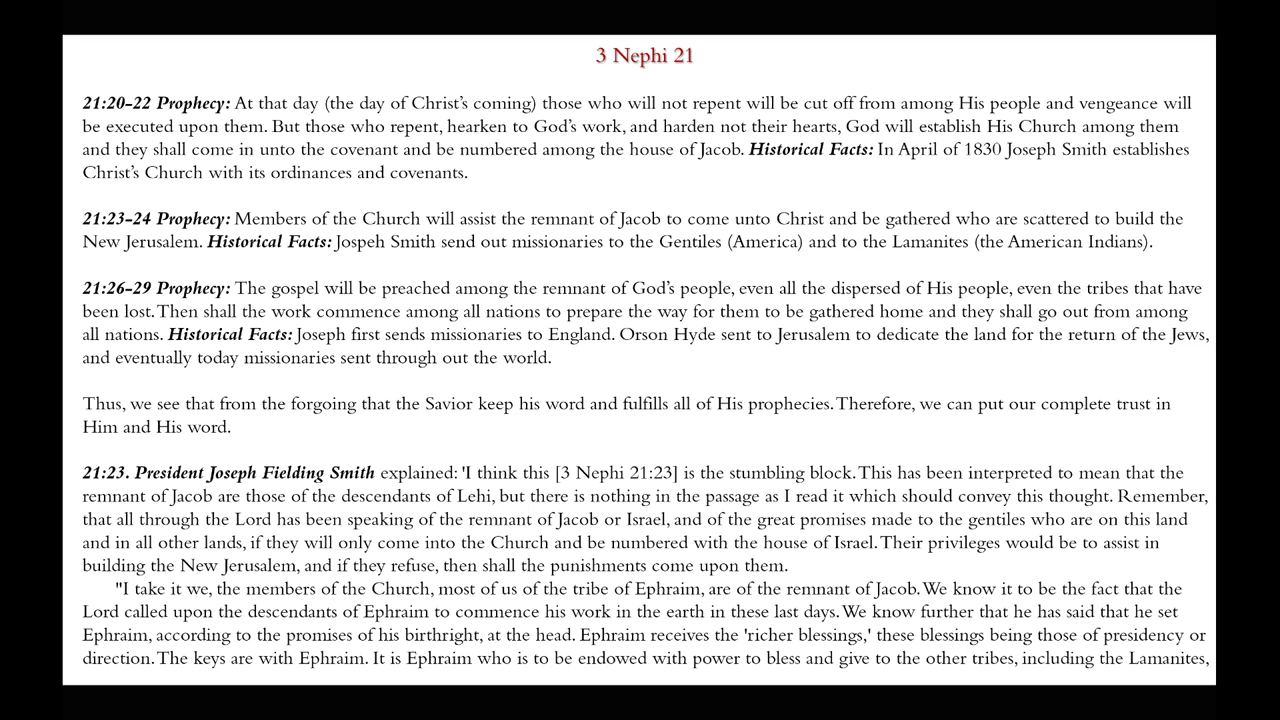 3 Nephi 21
21:20-22 Prophecy: At that day (the day of Christ's coming) those who will not repent will be cut off from among His people and vengeance will
be executed upon them. But those who repent, hearken to God's work, and harden not their hearts, God will establish His Church among them
and they shall come in unto the covenant and be numbered among the house of Jacob. Historical Facts: In April of 1830 Joseph Smith establishes
Christ's Church with its ordinances and covenants.
21:23-24 Prophecy: Members of the Church will assist the remnant of Jacob to come unto Christ and be gathered who are scattered to build the
New Jerusalem. Historical Facts: Jospeh Smith send out missionaries to the Gentiles (America) and to the Lamanites (the American Indians).
21:26-29 Prophecy: The gospel will be preached among the remnant of God's people, even all the dispersed of His people, even the tribes that have
been lost. Then shall the work commence among all nations to prepare the way for them to be gathered home and they shall go out from among
all nations. Historical Facts: Joseph first sends missionaries to England. Orson Hyde sent to Jerusalem to dedicate the land for the return of the Jews,
and eventually today missionaries sent through out the world.
Thus, we see that from the forgoing that the Savior keep his word and fulfills all of His prophecies. Therefore, we can put our complete trust in
Him and His word.
21:23. President Joseph Fielding Smith explained: 'I think this [3 Nephi 21:23] is the stumbling block. This has been interpreted to mean that the
remnant of Jacob are those of the descendants of Lehi, but there is nothing in the passage as I read it which should convey this thought. Remember,
that all through the Lord has been speaking of the remnant of Jacob or Israel, and of the great promises made to the gentiles who are on this land
and in all other lands, if they will only come into the Church and be numbered with the house of Israel. Their privileges would be to assist in
building the New Jerusalem, and if they refuse, then shall the punishments come upon them.
"I take it we, the members of the Church, most of us of the tribe of Ephraim, are of the remnant of Jacob. We know it to be the fact that the
Lord called upon the descendants of Ephraim to commence his work in the earth in these last days. We know further that he has said that he set
Ephraim, according to the promises of his birthright, at the head. Ephraim receives the 'richer blessings,' these blessings being those of presidency or
direction. The keys are with Ephraim. It is Ephraim who is to be endowed with power to bless and give to the other tribes, including the Lamanites,